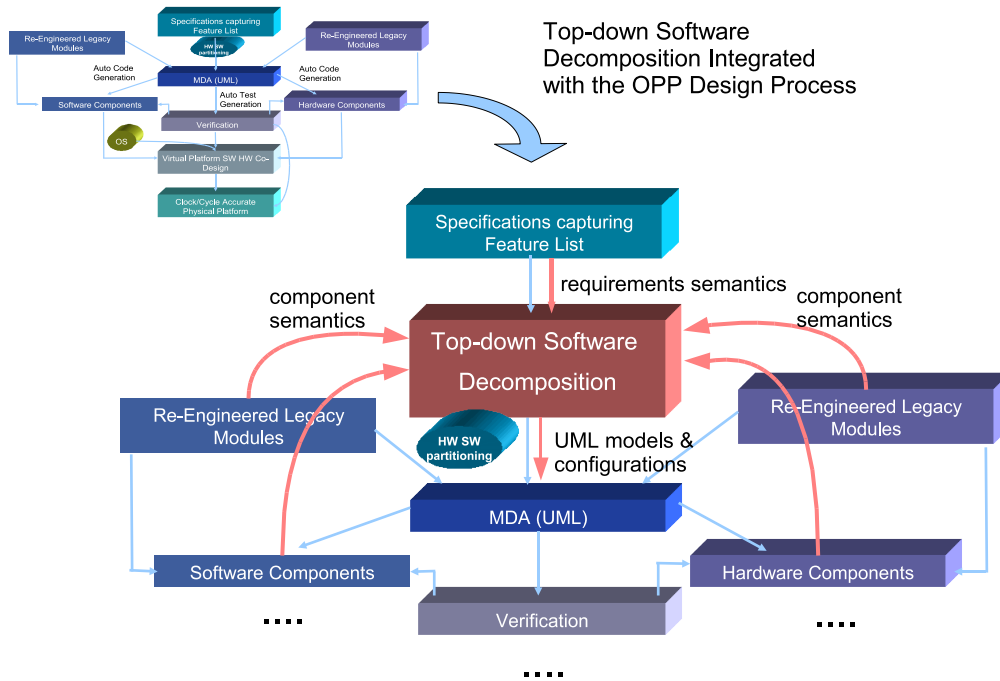 Specifications capturing
Feature List
Re-Engineered Legacy
Modules
HW SW
partitioning
Re-Engineered Legacy
Modules
Auto Code
Generation
Auto Code
Generation
MDA (UML)
Auto Test
Generation
Software Components
Hardware Components
Verification
OS
Virtual Platform SW HW Co-
Design
Clock/Cycle Accurate
Physical Platform
Top-down Software
Decomposition Integrated
with the OPP Design Process
Specifications capturing
Feature List
requirements semantics
component
semantics
component
semantics
Top-down Software
Decomposition
Re-Engineered Legacy
Modules
Re-Engineered Legacy
Modules
HW SW
partitioning
UML models &
configurations
MDA (UML)
Software Components
Hardware Components
Verification
....
....
....